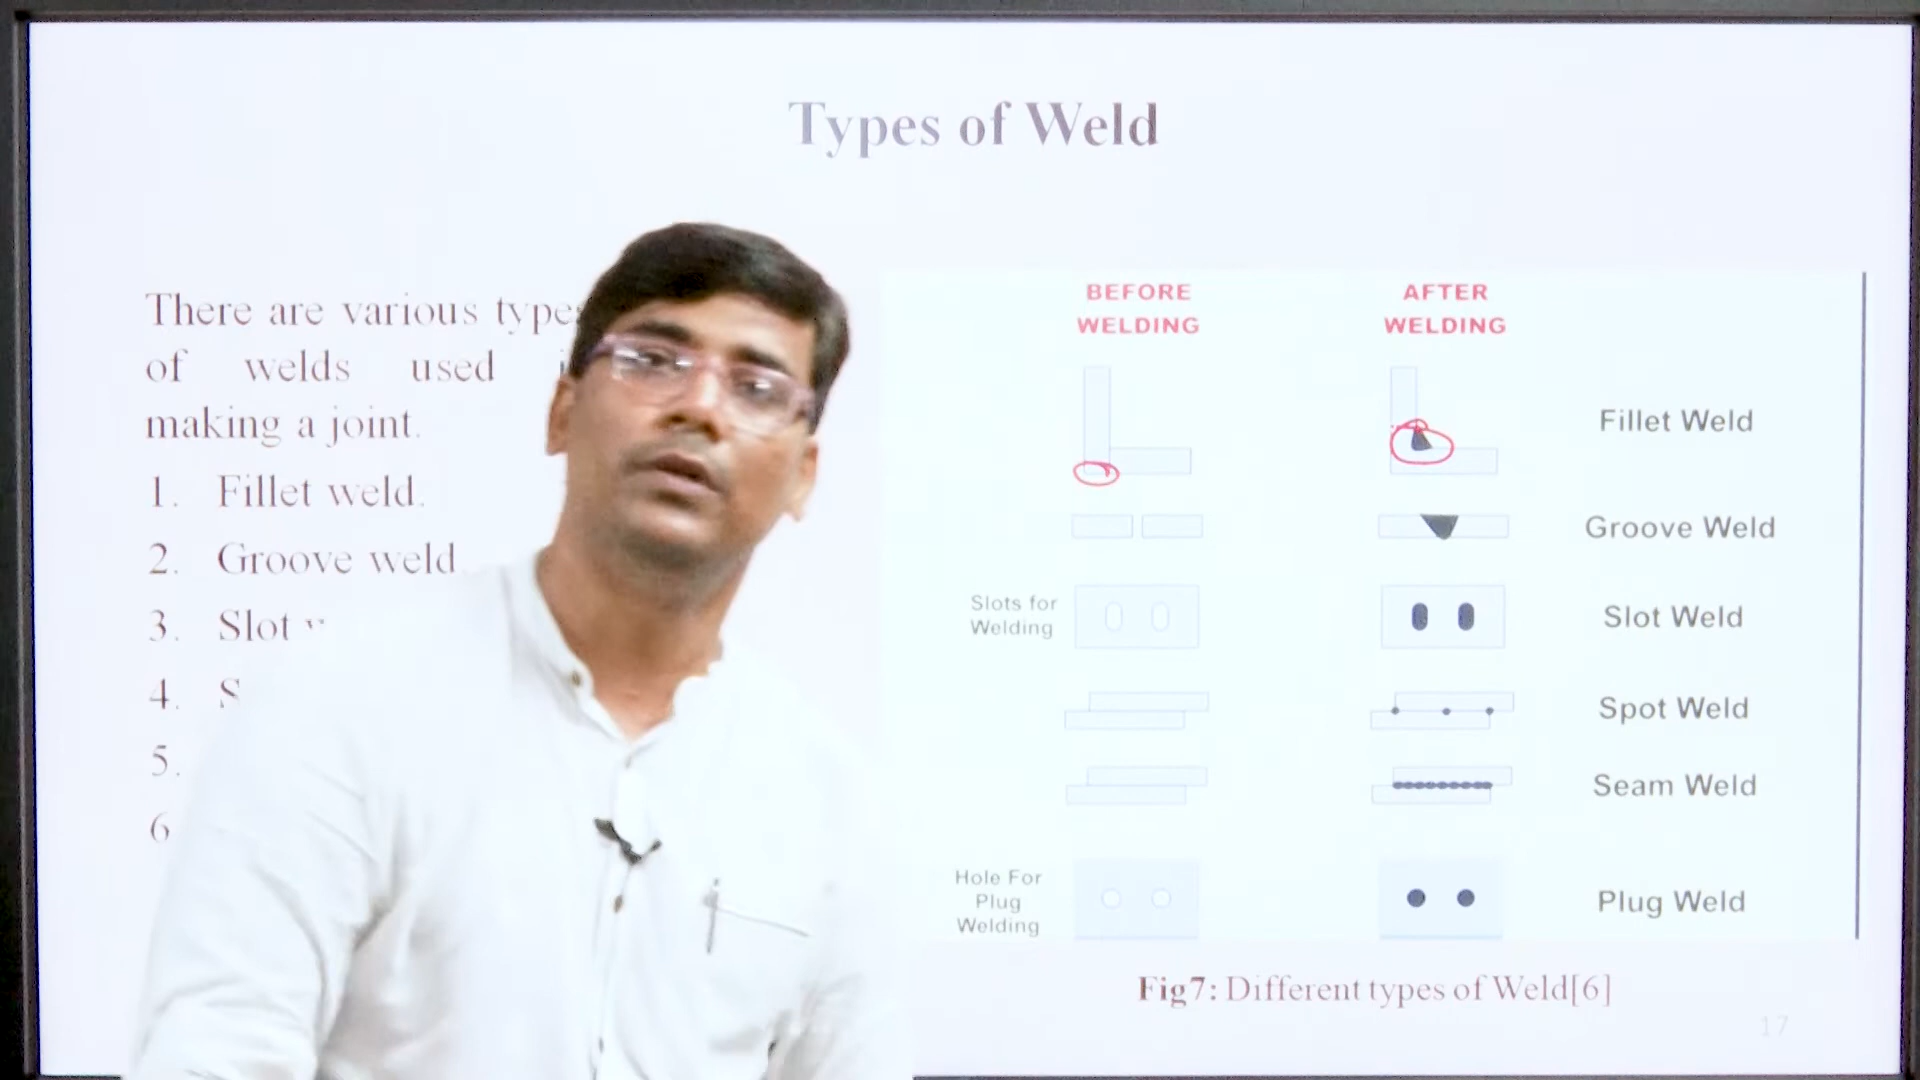 Types of Weld
There are various types
of welds used
making a joint.
1. Fillet weld.
2. Groove weld
3. Slot
4. S
5.
6
BEFORE
WELDING
AFTER
WELDING
Fillet Weld
Groove Weld
Slots for
Welding
Slot Weld
Spot Weld
Seam Weld
Hole For
Plug
Welding
Plug Weld
Fig7: Different types of Weld[6]
17